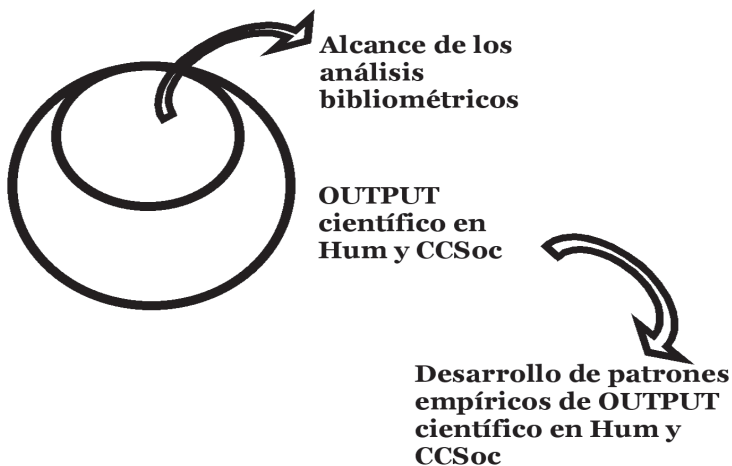 Alcance de los
análisis
bibliométricos
OUTPUT
científico en
Hum y CCSoc
Desarrollo de patrones
empíricos de OUTPUT
científico en Hum y
CCSoc